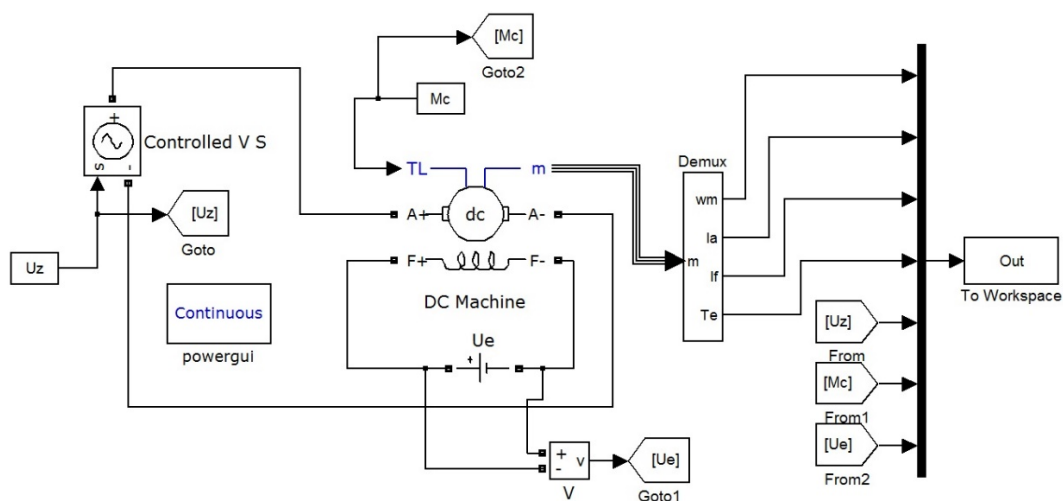 [Mc]
Goto2
Mc
+
Controlled V S
s
-
TL
m
Demux
wm
[Uz]
A+
dc
A-
Ia
Goto
m
If
Out
Uz
F+
F-
To Workspace
Continuous
DC Machine
Te
[Uz]
powergui
Ue
From
+
[Mc]
From1
+
-
v
[Ue]
[Ue]
V
Goto1
From2